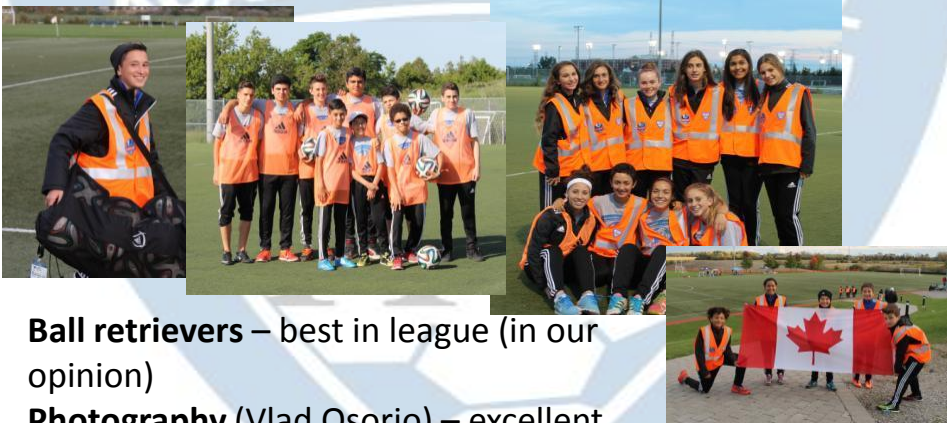 Ball retrievers – best in league (in our
opinion)
Photography (Vlad Osorio) – excellent